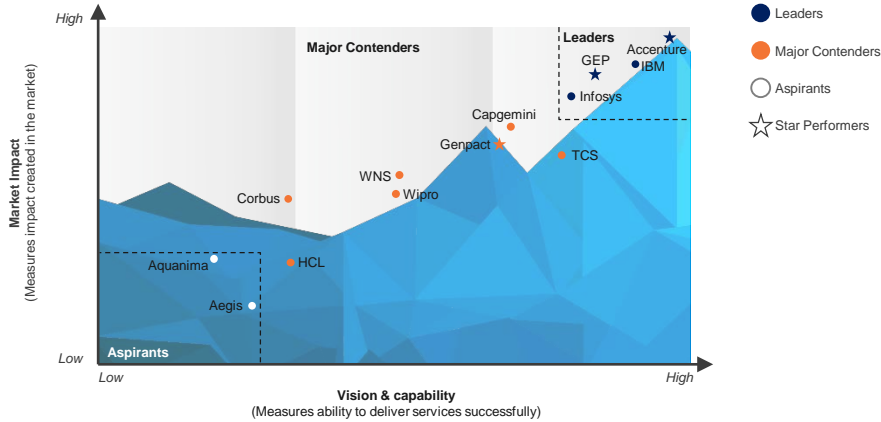 High
Market Impact
(Measures impact created in the market)
Low
Major Contenders
Leaders
Accenture
GEP
IBM
Infosys
Capgemini
Genpact
TCS
WNS
Wipro
Corbus
HCL
Aquanima
Aegis
Aspirants
Low
High
Vision & capability
(Measures ability to deliver services successfully)
Leaders
Major Contenders
Aspirants
Star Performers